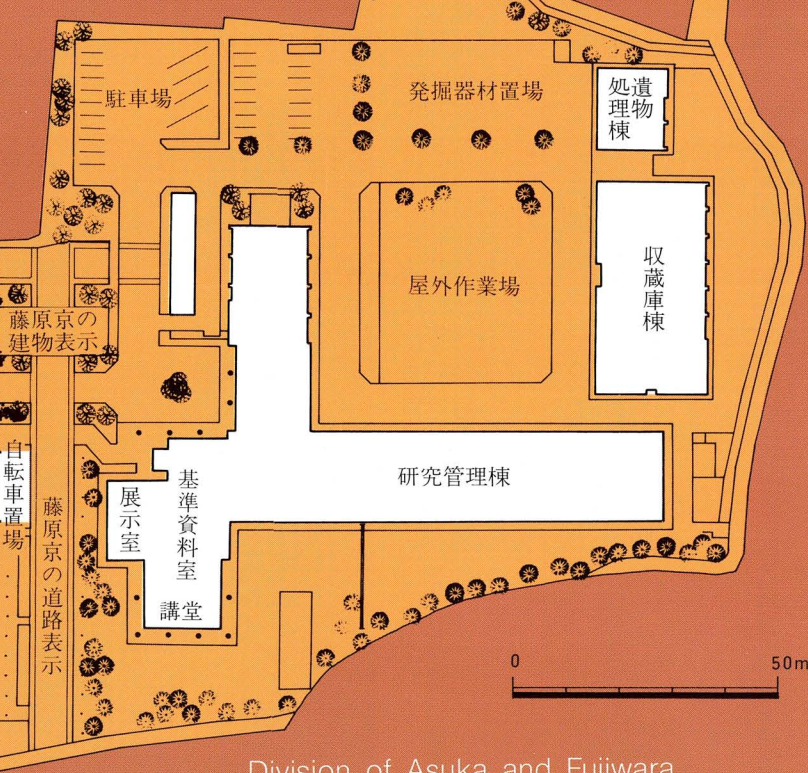 駐車場
発掘器材置場
遺物
処理棟
屋外作業場
収蔵庫棟
藤原京の
建物表示
自転車置場
藤原京の道路表示
展示室
基準資料室
研究管理棟
講堂
0 50m
Division of Asuka and Fujiwara